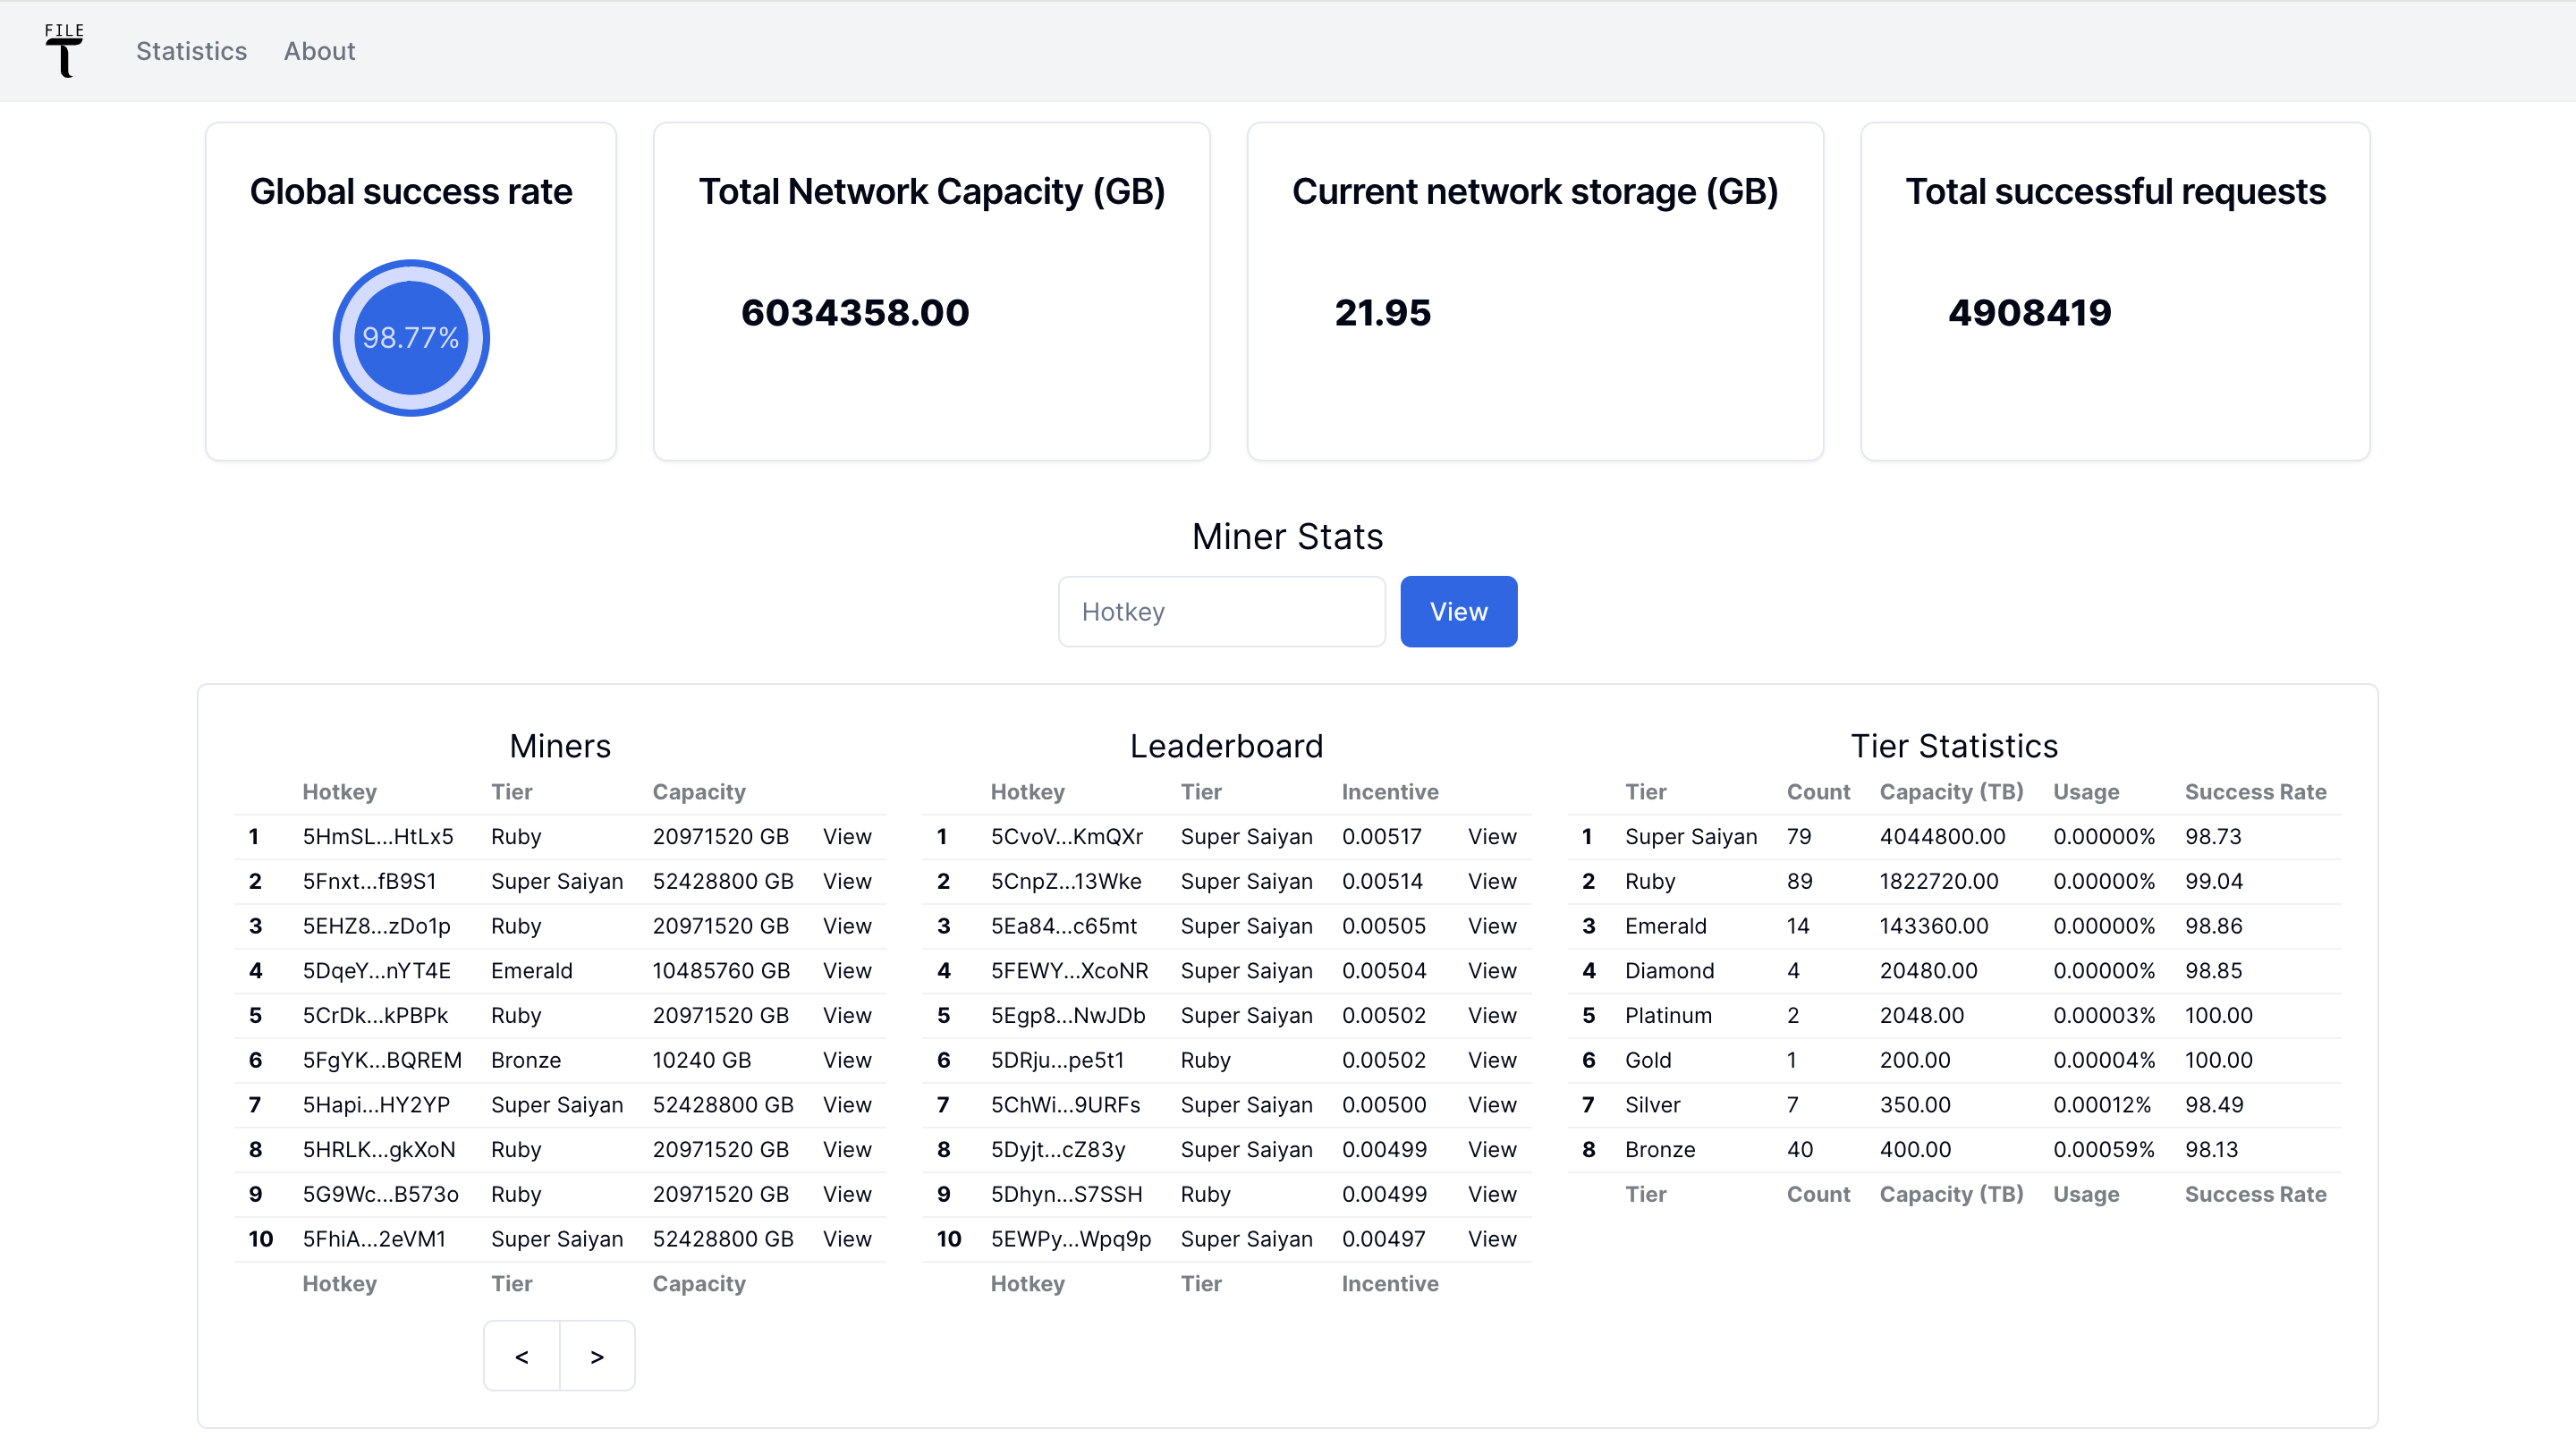 FILE
T
Statistics About
Global success rate
98.77%
Total Network Capacity (GB)
6034358.00
Current network storage (GB)
21.95
Total successful requests
4908419
Miner Stats
Hotkey View
Miners
Hotkey Tier Capacity
1 5HmSL...HtLx5 Ruby 20971520 GB View
2 5Fnxt...fB9S1 Super Saiyan 52428800 GB View
3 5EHZ8...zDo1p Ruby 20971520 GB View
4 5DqeY...nYT4E Emerald 10485760 GB View
5 5CrDk...kPBPk Ruby 20971520 GB View
6 5FgYK...BQREM Bronze 10240 GB View
7 5Hapi...HY2YP Super Saiyan 52428800 GB View
8 5HRLK...gkXoN Ruby 20971520 GB View
9 5G9Wc...B573o Ruby 20971520 GB View
10 5FhiA...2eVM1 Super Saiyan 52428800 GB View
Hotkey Tier Capacity
< >
Leaderboard
Hotkey Tier Incentive
1 5CvoV...KmQXr Super Saiyan 0.00517 View
2 5CnpZ...13Wke Super Saiyan 0.00514 View
3 5Ea84...c65mt Super Saiyan 0.00505 View
4 5FEWY...XcoNR Super Saiyan 0.00504 View
5 5Egp8...NwJDb Super Saiyan 0.00502 View
6 5DRju...pe5t1 Ruby 0.00502 View
7 5ChWi...9URFs Super Saiyan 0.00500 View
8 5Dyjt...cZ83y Super Saiyan 0.00499 View
9 5Dhyn...S7SSH Ruby 0.00499 View
10 5EWPy...Wpq9p Super Saiyan 0.00497 View
Hotkey Tier Incentive
Tier Statistics
Tier Count Capacity (TB) Usage Success Rate
1 Super Saiyan 79 4044800.00 0.00000% 98.73
2 Ruby 89 1822720.00 0.00000% 99.04
3 Emerald 14 143360.00 0.00000% 98.86
4 Diamond 4 20480.00 0.00000% 98.85
5 Platinum 2 2048.00 0.00003% 100.00
6 Gold 1 200.00 0.00004% 100.00
7 Silver 7 350.00 0.00012% 98.49
8 Bronze 40 400.00 0.00059% 98.13
Tier Count Capacity (TB) Usage Success Rate